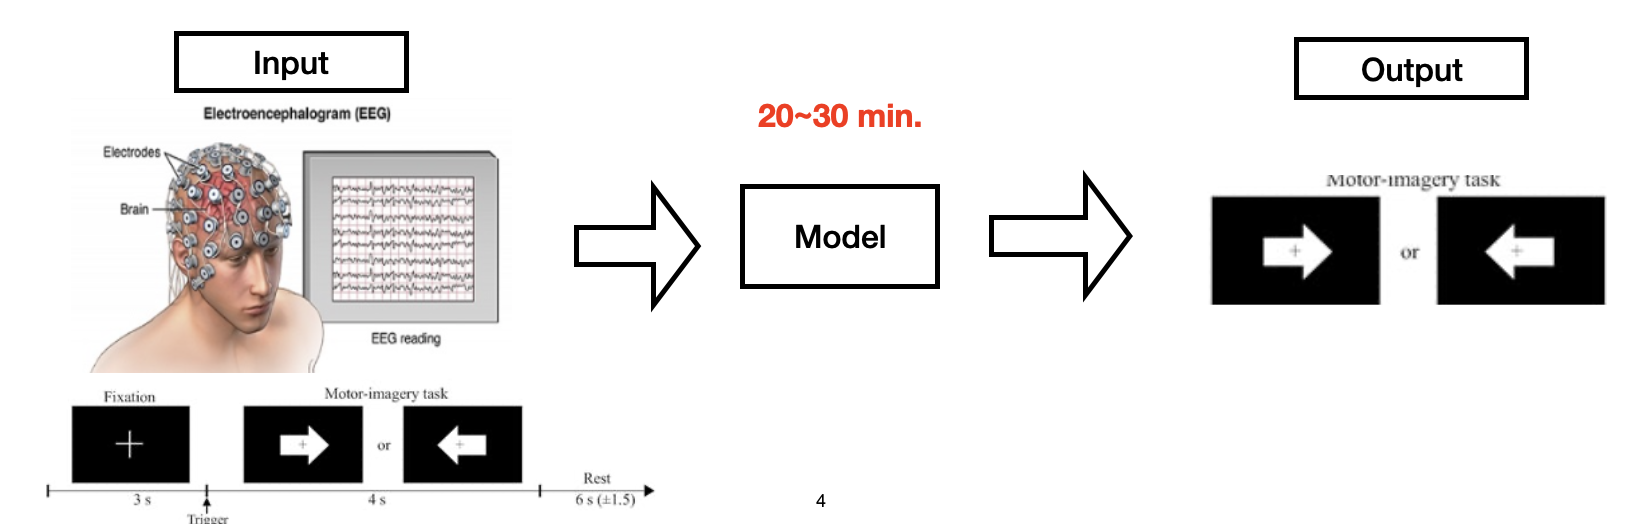 Input
Electroencephalogram (EEG)
Electrodes
Brain
EEG reading
Fixation
Motor-imagery task
or
3 s
Trigger
4 s
Rest
6 s (±1.5)
20~30 min.
Model
4
Output
Motor-imagery task
or